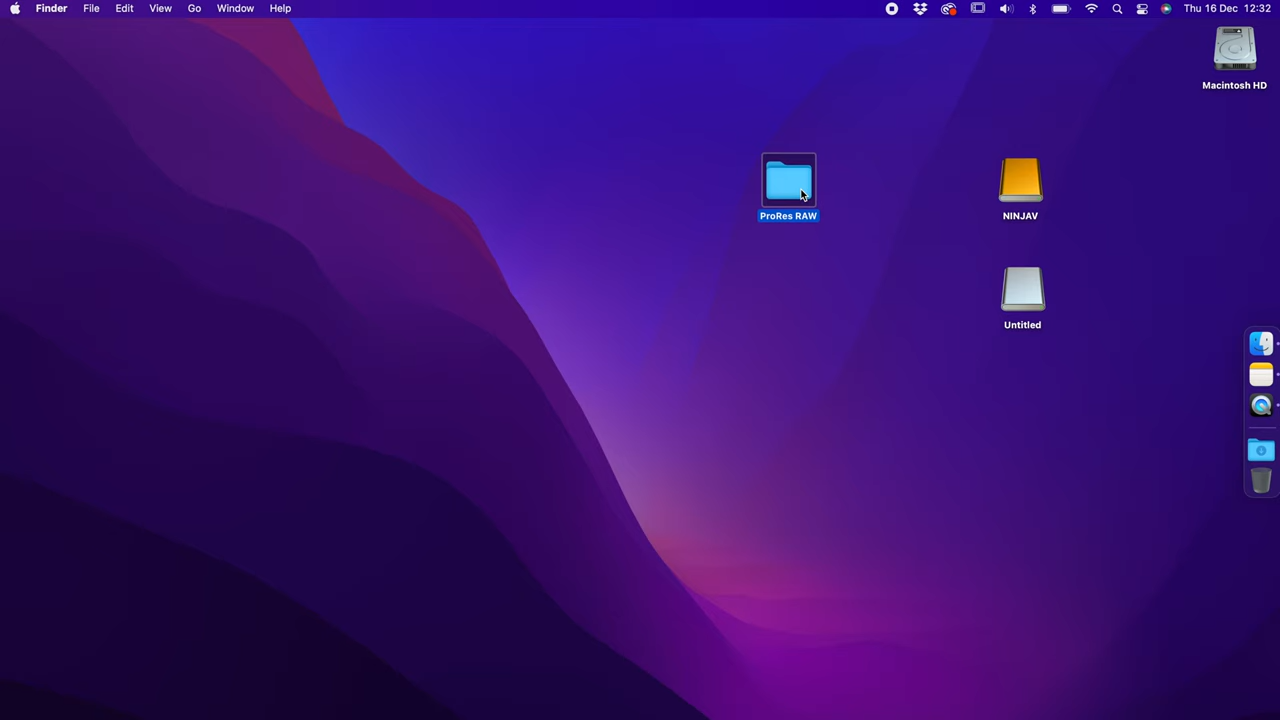 Finder File Edit View Go Window Help Thu 16 Dec 12:32
Macintosh HD
ProRes RAW
NINJAV
Untitled